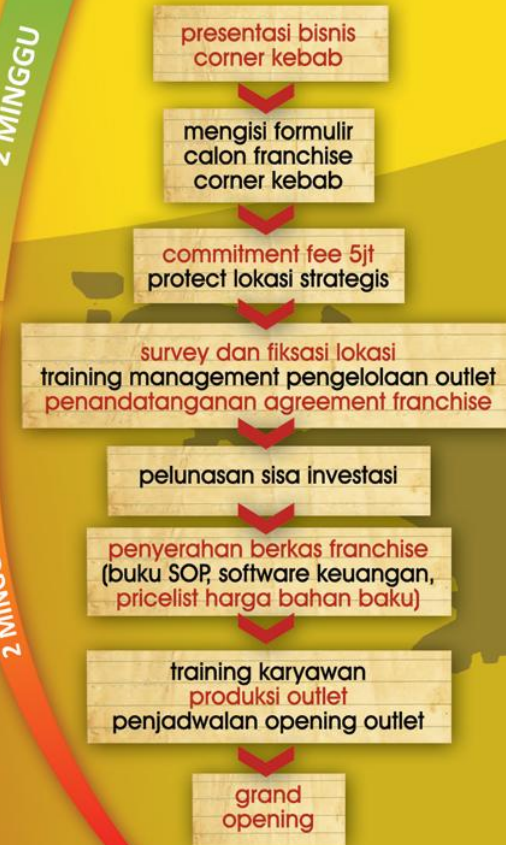 2 MINGGU
presentasi bisnis
corner kebab
mengisi formulir
calon franchise
corner kebab
commitment fee 5jt
protect lokasi strategis
survey dan fiksasi lokasi
training management pengelolaan outlet
penandatanganan agreement franchise
pelunasan sisa investasi
penyerahan berkas franchise
(buku SOP, software keuangan,
pricelist harga bahan baku)
2 MINGGU
training karyawan
produksi outlet
penjadwalan opening outlet
grand
opening